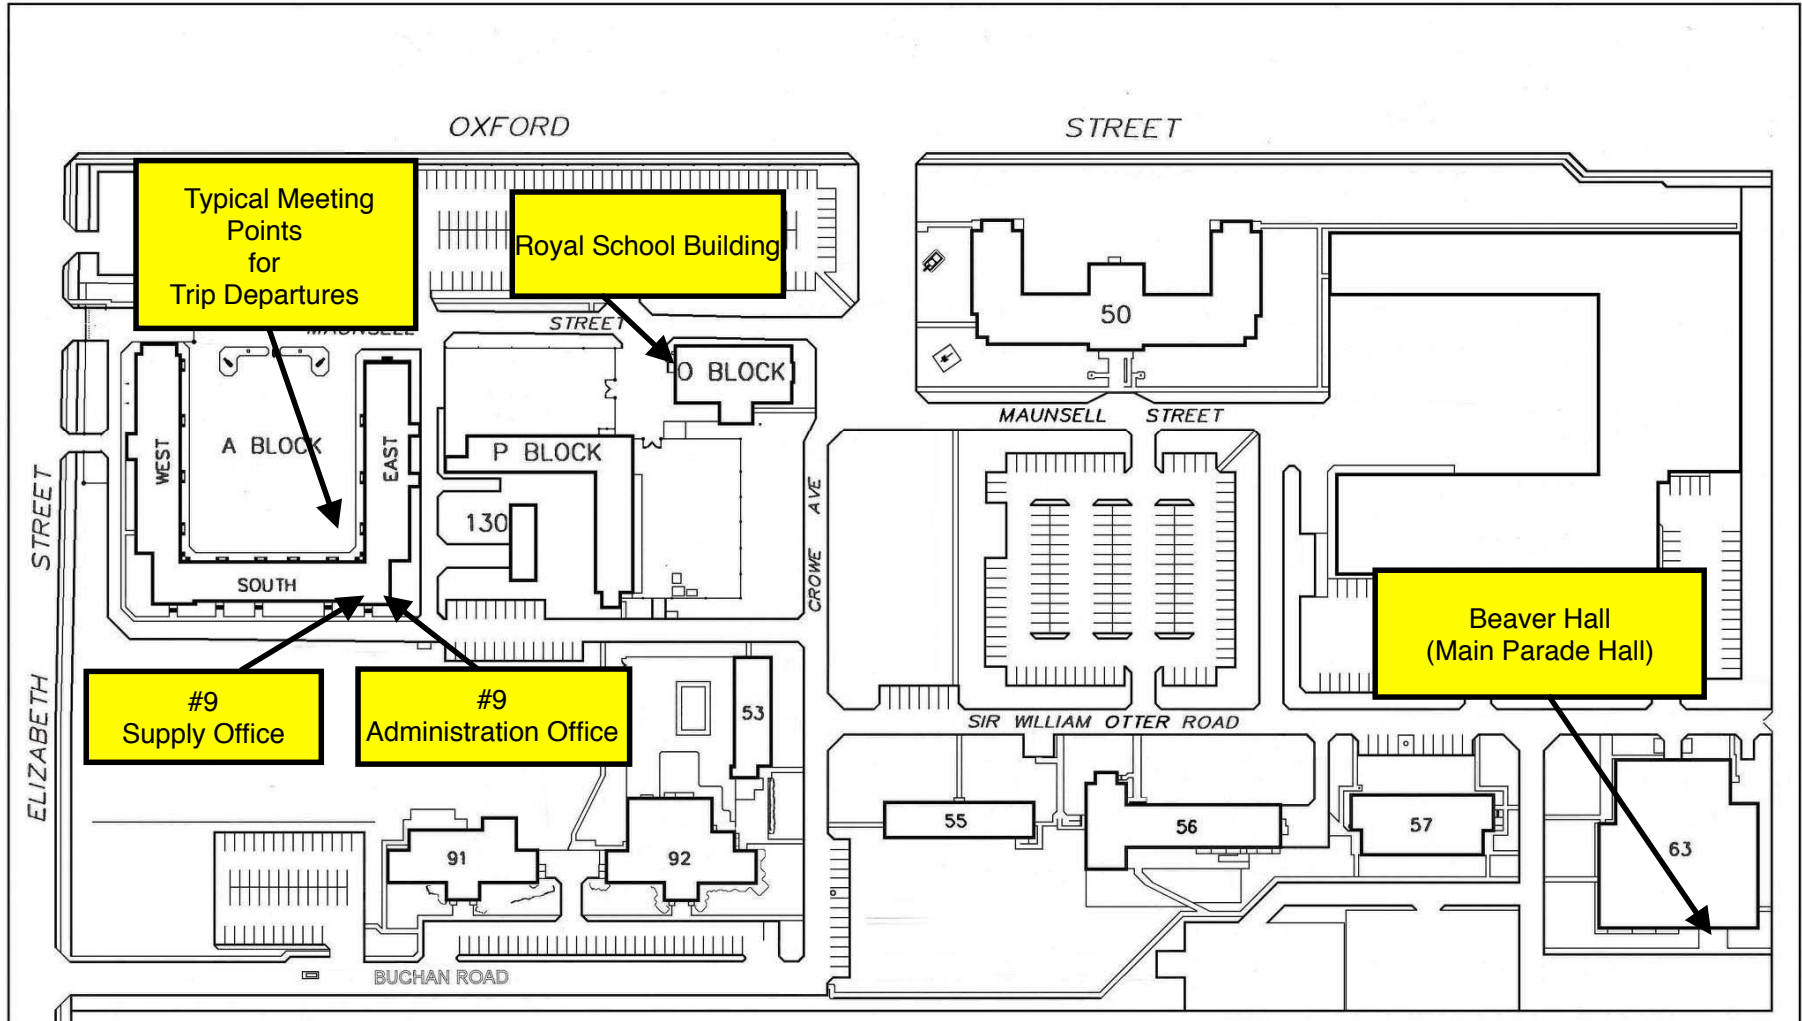 OXFORD STREET
Typical Meeting
Points
for
Trip Departures
Royal School Building
MAUNSELL STREET
50
O BLOCK
MAUNSELL STREET
A BLOCK
WEST
EAST
P BLOCK
130
SOUTH
CROWE AVE
ELIZABETH STREET
Beaver Hall
(Main Parade Hall)
#9
Supply Office
#9
Administration Office
53
SIR WILLIAM OTTER ROAD
55
56
57
63
91
92
BUCHAN ROAD